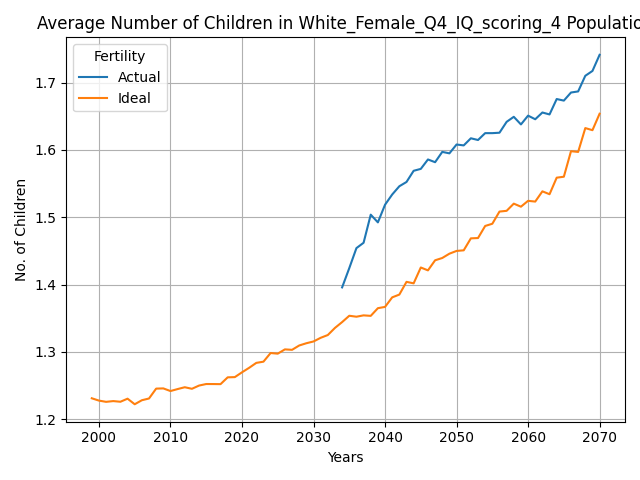 Average Number of Children in White_Female_Q4_IQ_scoring_4 Populatio
Fertility
Actual
Ideal
No. of Children
1.7
1.6
1.5
1.4
1.3
1.2
2000 2010 2020 2030 2040 2050 2060 2070
Years